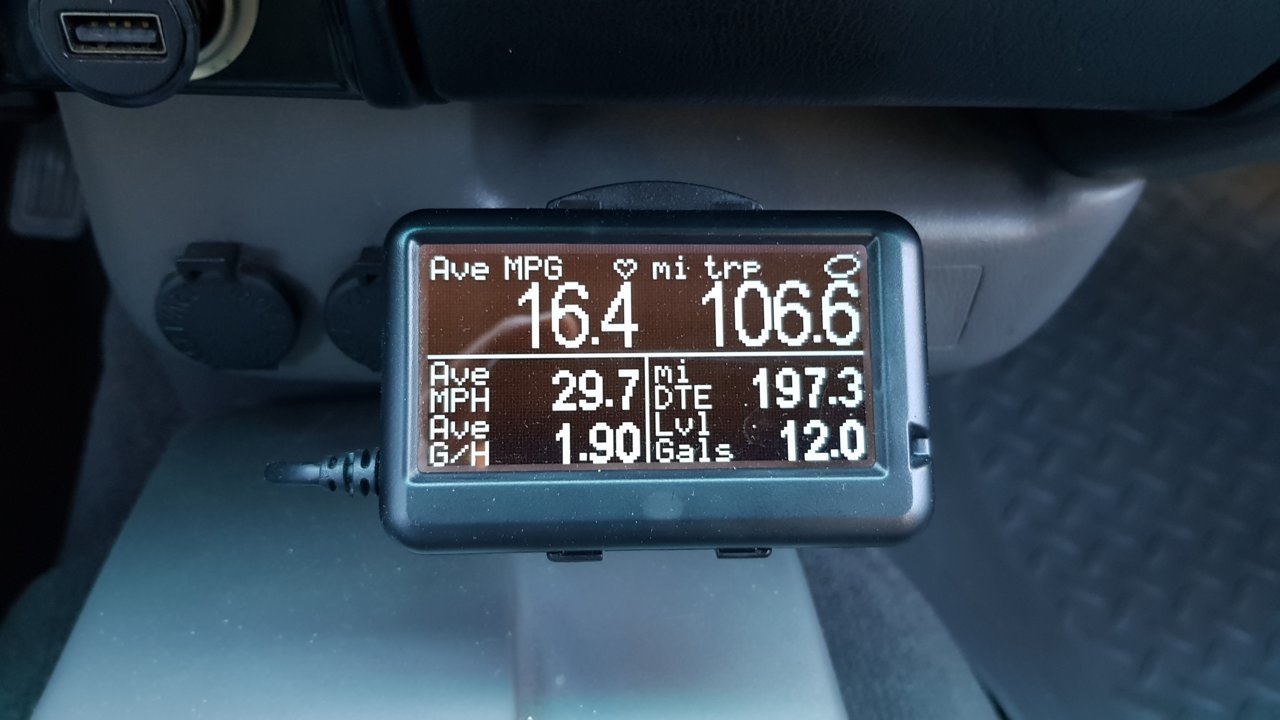 Ave MPG mi trp
16.4 106.6
Ave MPH 29.7 mi DTE 197.3
Ave G/H 1.90 Lvl Gals 12.0